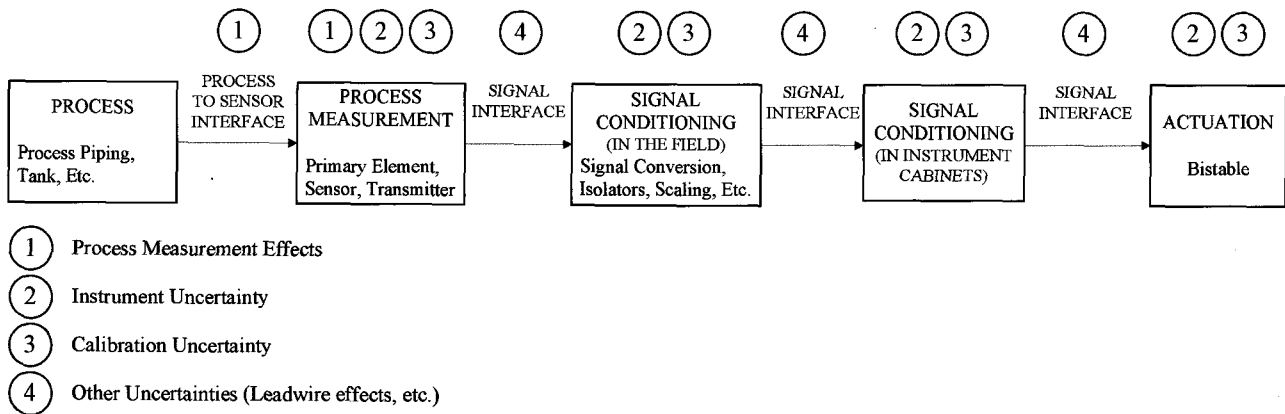 1
1 2 3
4
2 3
4
2 3
4
2 3
PROCESS
Process Piping,
Tank, Etc.
PROCESS
TO SENSOR
INTERFACE
PROCESS
MEASUREMENT
Primary Element,
Sensor, Transmitter
SIGNAL
INTERFACE
SIGNAL
CONDITIONING
(IN THE FIELD)
Signal Conversion,
Isolators, Scaling, Etc.
SIGNAL
INTERFACE
SIGNAL
CONDITIONING
(IN INSTRUMENT
CABINETS)
SIGNAL
INTERFACE
ACTUATION
Bistable
1 Process Measurement Effects
2 Instrument Uncertainty
3 Calibration Uncertainty
4 Other Uncertainties (Leadwire effects, etc.)